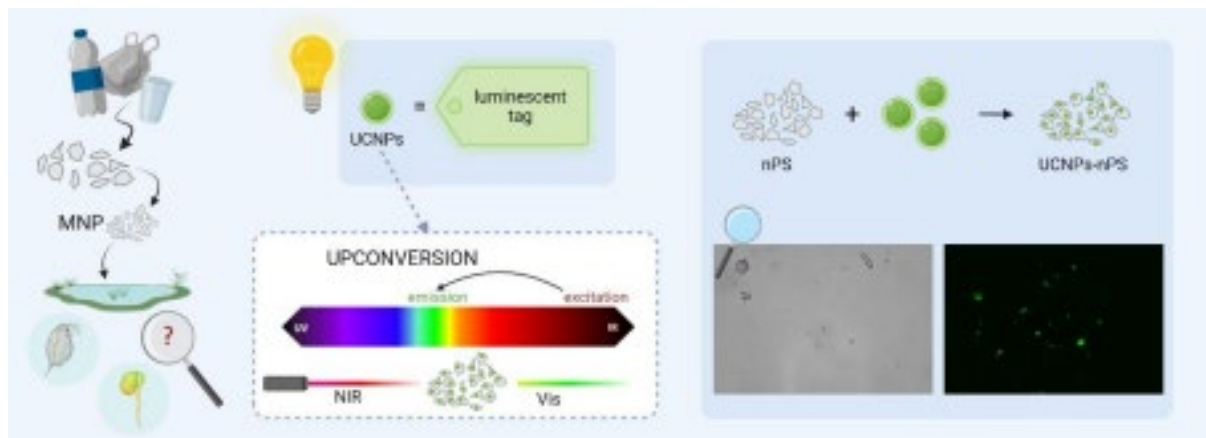 MNP
?
UCNPs
=
luminescent
tag
UPCONVERSION
emission
excitation
UV
IR
NIR
Vis
nPS
+
UCNPs-nPS